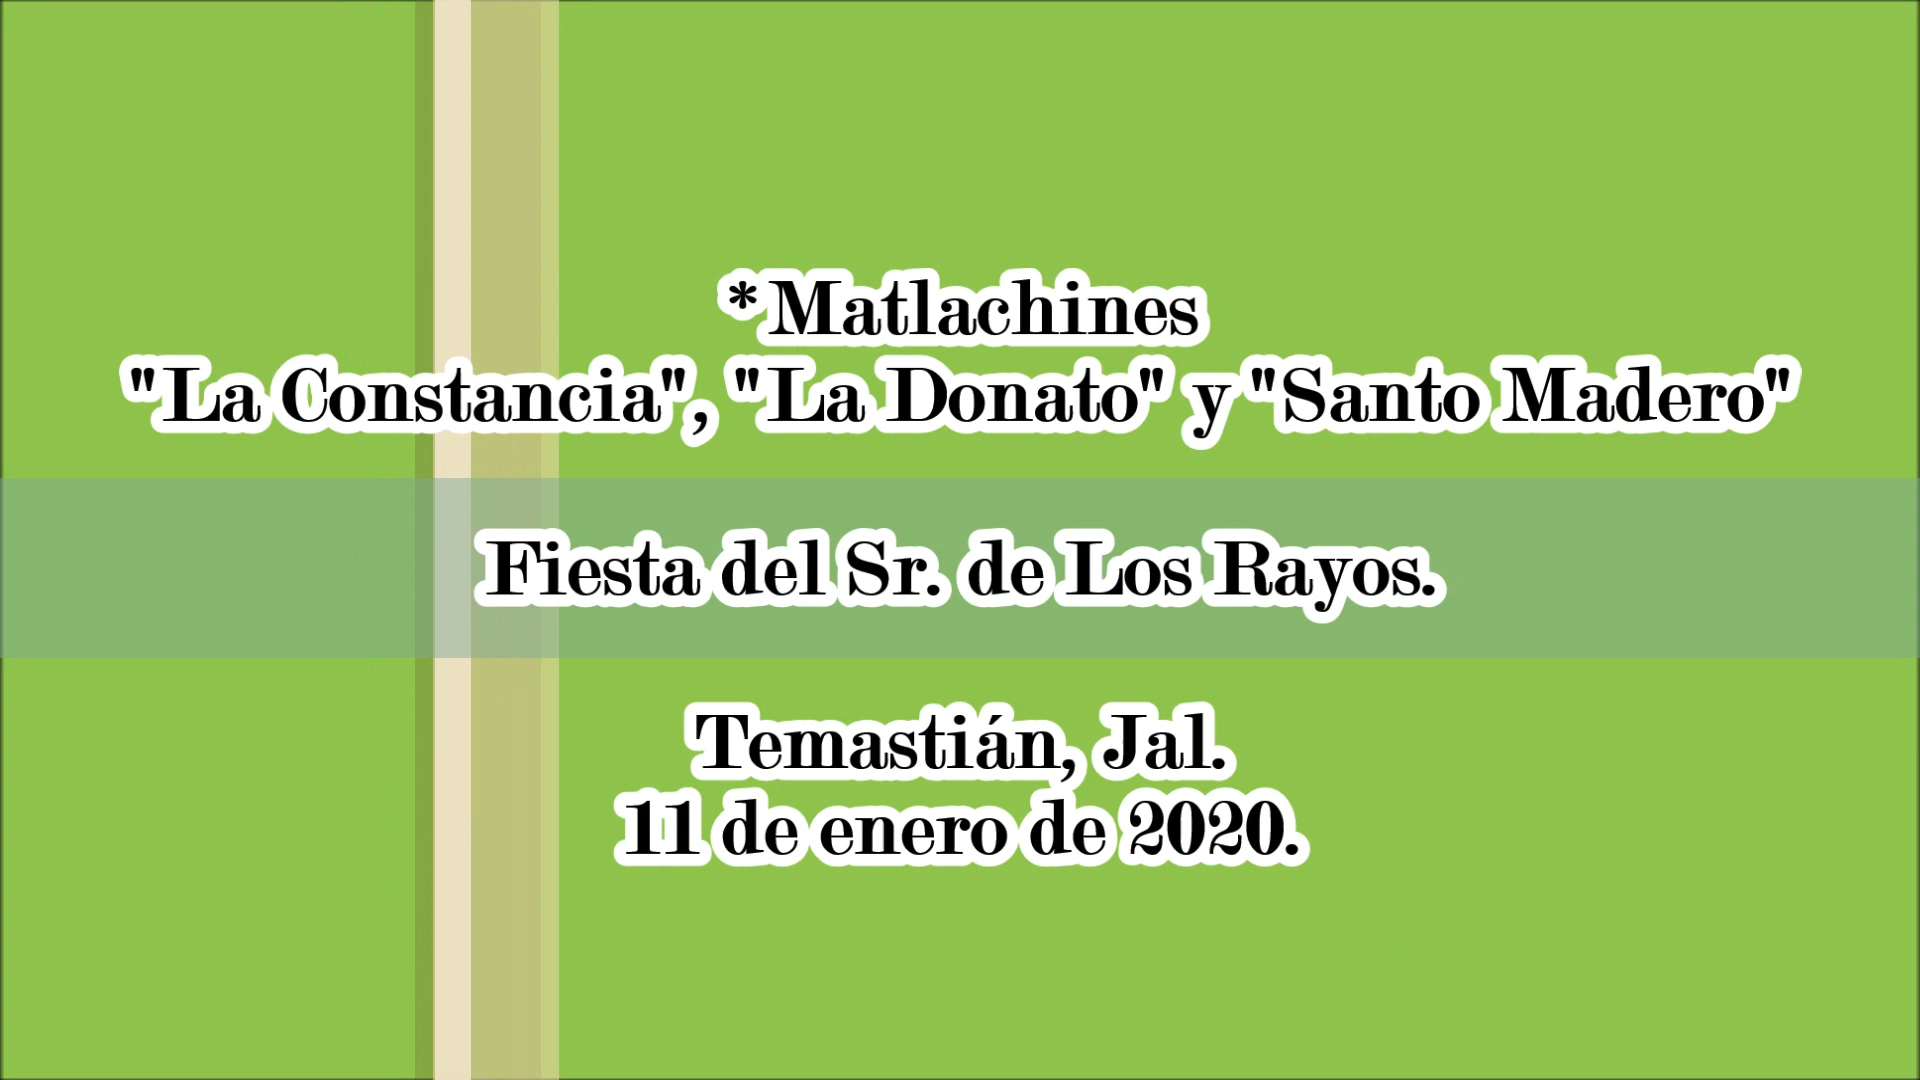 *Matlachines
"La Constancia", "La Donato" y "Santo Madero"
Fiesta del Sr. de Los Rayos.
Temastián, Jal.
11 de enero de 2020.